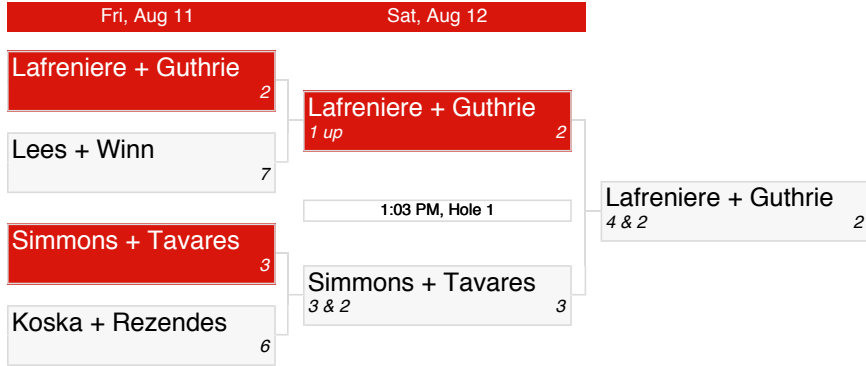 Fri, Aug 11
Sat, Aug 12
Lafreniere + Guthrie
2
Lees + Winn
7
Simmons + Tavares
3
Koska + Rezendes
6
Lafreniere + Guthrie
1 up 2
1:03 PM, Hole 1
Simmons + Tavares
3 & 2 3
Lafreniere + Guthrie
4 & 2 2